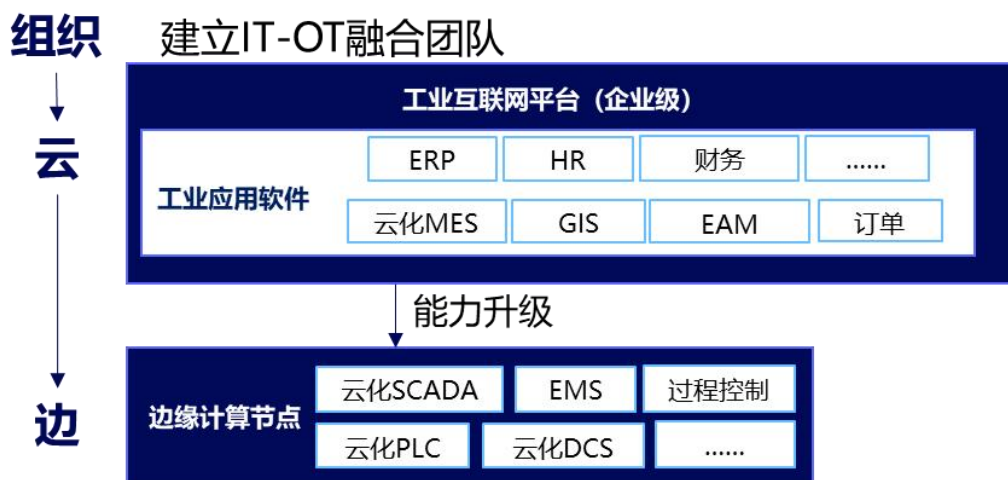 组织 建立IT-OT融合团队
工业互联网平台（企业级）
云
ERP HR 财务 ......
工业应用软件
云化MES GIS EAM 订单
能力升级
云化SCADA EMS 过程控制
边 边缘计算节点
云化PLC 云化DCS ......